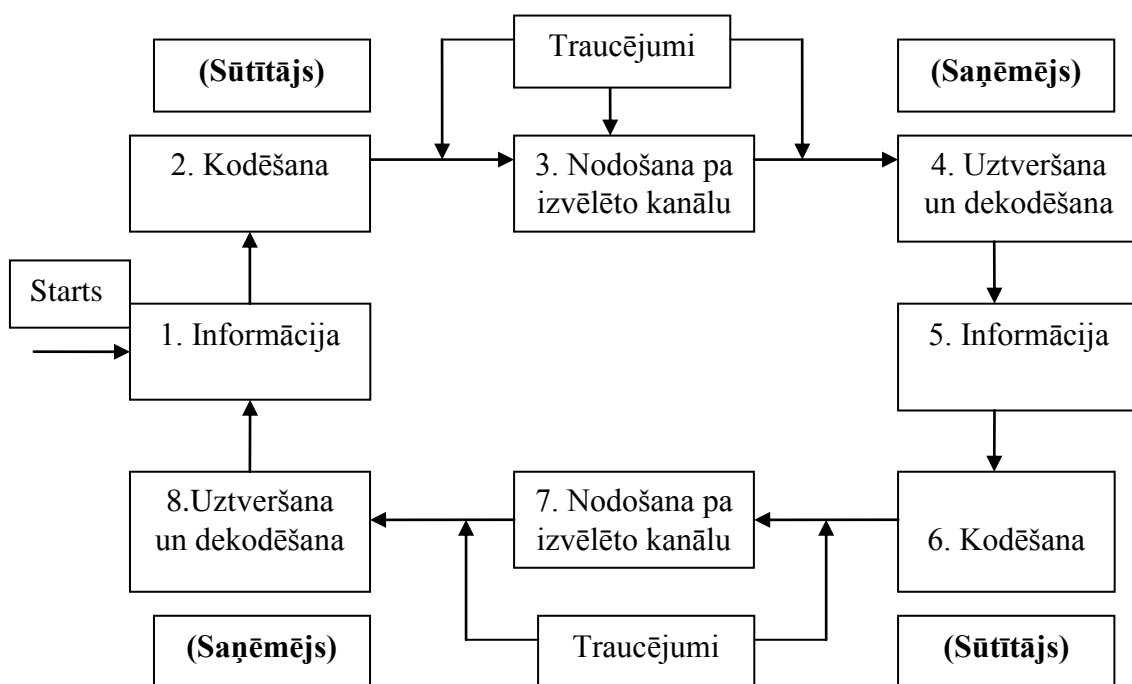 Traucējumi
(Sūtītājs)
(Saņēmējs)
2. Kodēšana
3. Nodošana pa
izvēlēto kanālu
4. Uztveršana
un dekodēšana
Starts
1. Informācija
5. Informācija
8.Uztveršana
un dekodēšana
7. Nodošana pa
izvēlēto kanālu
6. Kodēšana
(Saņēmējs)
Traucējumi
(Sūtītājs)